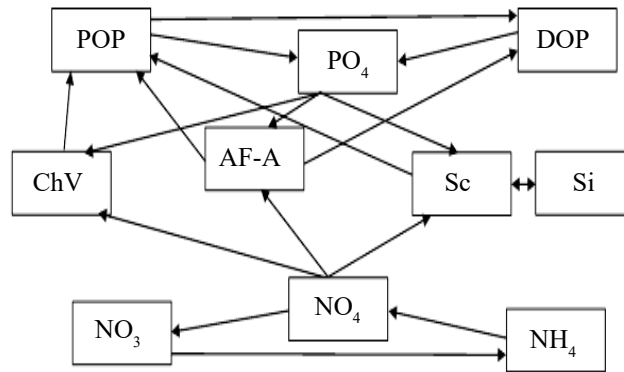 POP
DOP
PO₄
AF-A
ChV
Sc
Si
NO₄
NO₃
NH₄